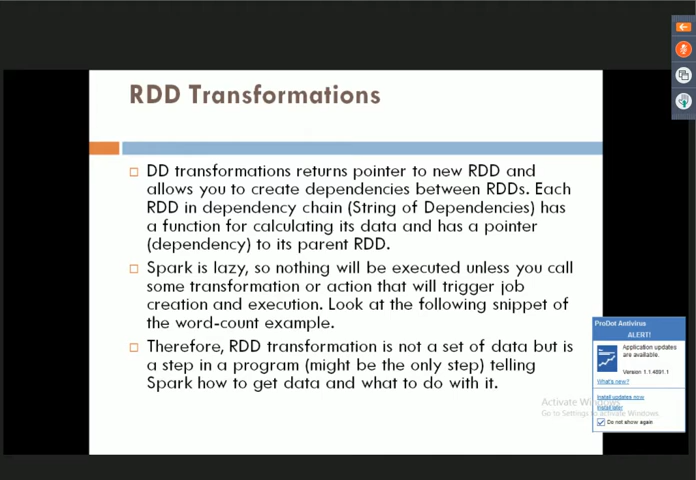 RDD Transformations
DD transformations returns pointer to new RDD and
allows you to create dependencies between RDDs. Each
RDD in dependency chain (String of Dependencies) has
a function for calculating its data and has a pointer
(dependency) to its parent RDD.
Spark is lazy, so nothing will be executed unless you call
some transformation or action that will trigger job
creation and execution. Look at the following snippet of
the word-count example.
Therefore, RDD transformation is not a set of data but is
a step in a program (might be the only step) telling
Spark how to get data and what to do with it.
ProDot Antivirus
ALERT!
Application updates
are available.
Version 1.1.4891.1
What's new?
Install updates now
Install later
Do not show again
Activate Windows
Go to Settings to activate Windows.